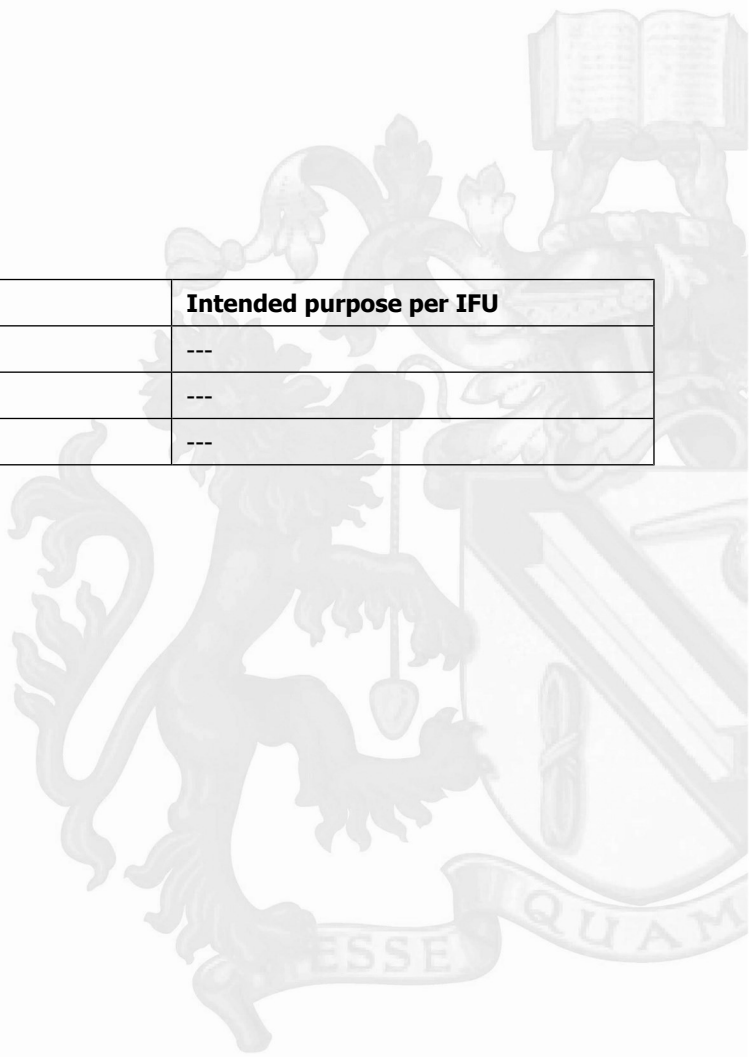 Intended purpose per IFU
---
---
---
ESSE QUAM